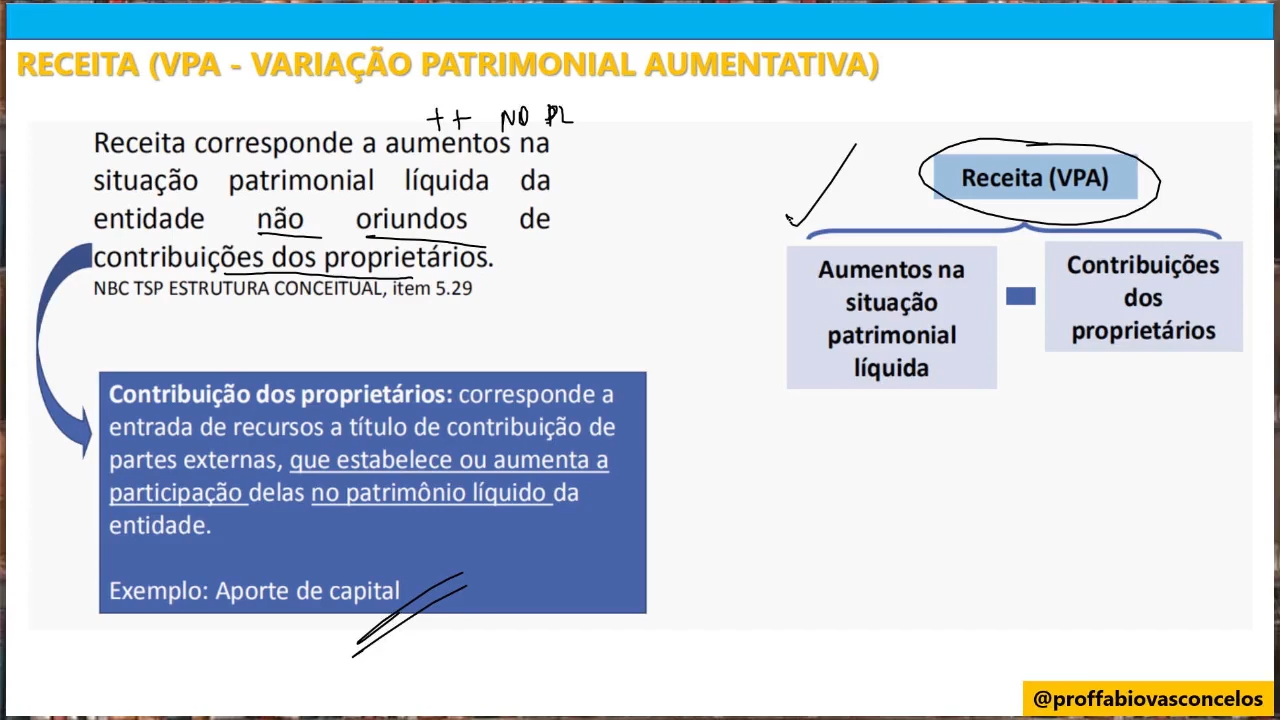 RECEITA (VPA - VARIAÇÃO PATRIMONIAL AUMENTATIVA)
++ NO PL
Receita corresponde a aumentos na
situação patrimonial líquida da
entidade não oriundos de
contribuições dos proprietários.
NBC TSP ESTRUTURA CONCEITUAL, item 5.29
Contribuição dos proprietários: corresponde a
entrada de recursos a título de contribuição de
partes externas, que estabelece ou aumenta a
participação delas no patrimônio líquido da
entidade.
Exemplo: Aporte de capital
Receita (VPA)
Aumentos na
situação
patrimonial
líquida
Contribuições
dos
proprietários
@proffabiovasconcelos